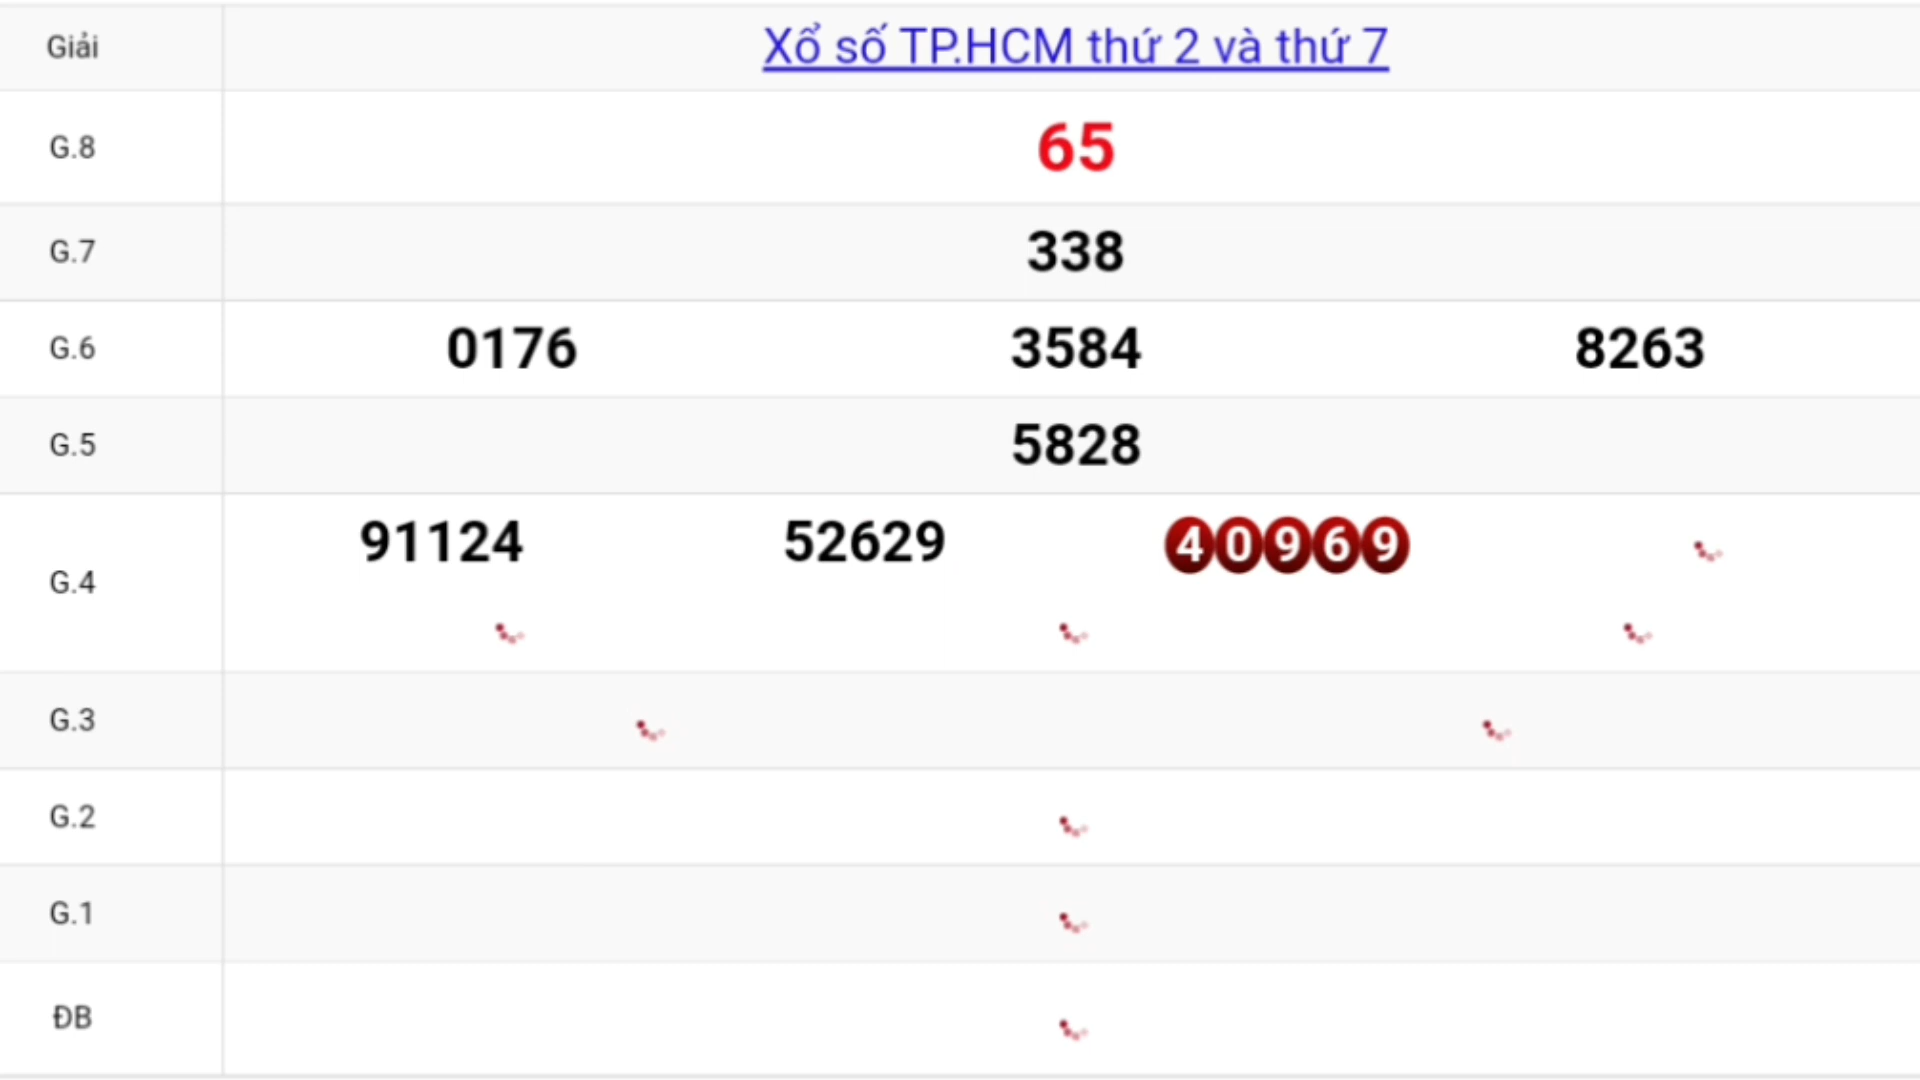 Giải Xổ số TP.HCM thứ 2 và thứ 7
G.8 65
G.7 338
G.6 0176 3584 8263
G.5 5828
G.4 91124 52629 40969
G.3
G.2
G.1
ĐB